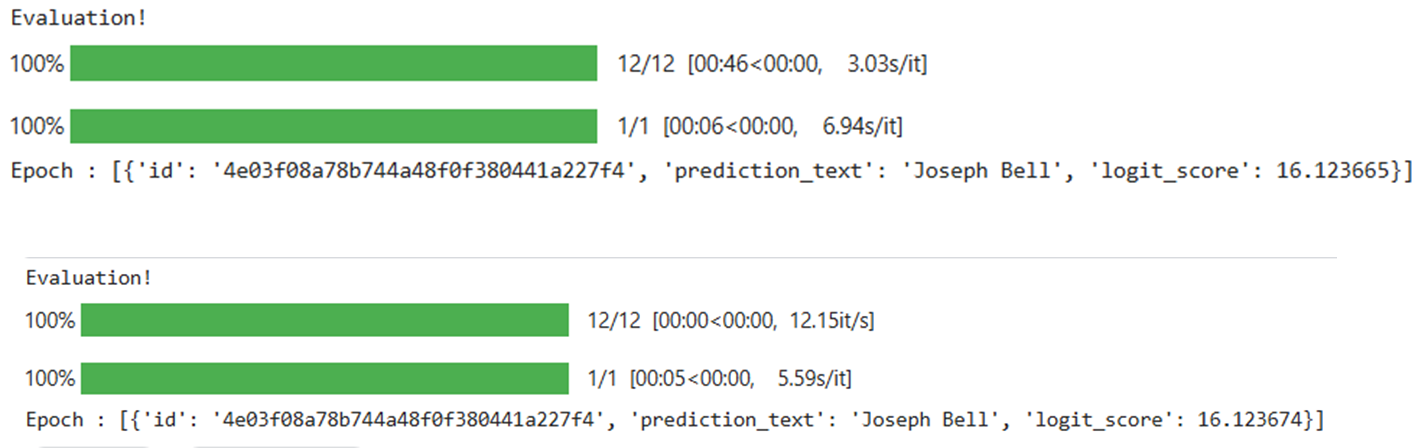 Evaluation!
100% 12/12 [00:46<00:00, 3.03s/it]
100% 1/1 [00:06<00:00, 6.94s/it]
Epoch : [{'id': '4e03f08a78b744a48f0f380441a227f4', 'prediction_text': 'Joseph Bell', 'logit_score': 16.123665}]
Evaluation!
100% 12/12 [00:00<00:00, 12.15it/s]
100% 1/1 [00:05<00:00, 5.59s/it]
Epoch : [{'id': '4e03f08a78b744a48f0f380441a227f4', 'prediction_text': 'Joseph Bell', 'logit_score': 16.123674}]